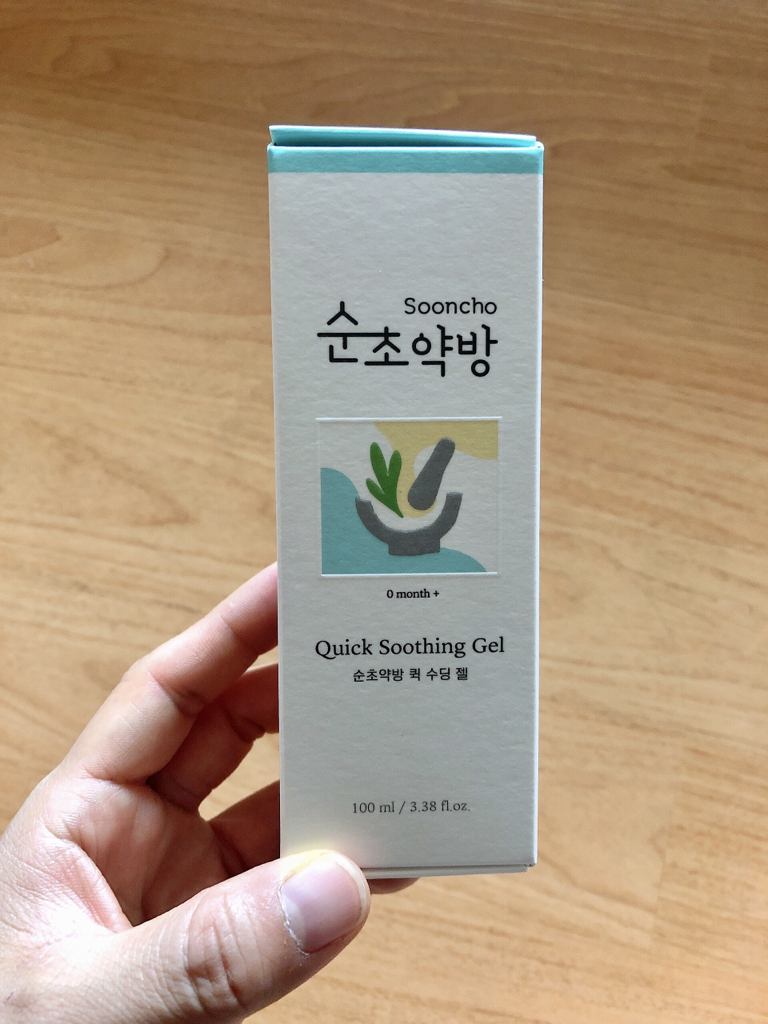 Sooncho
순초약방
0 month +
Quick Soothing Gel
순초약방 퀵 수딩 젤
100 ml / 3.38 fl.oz.